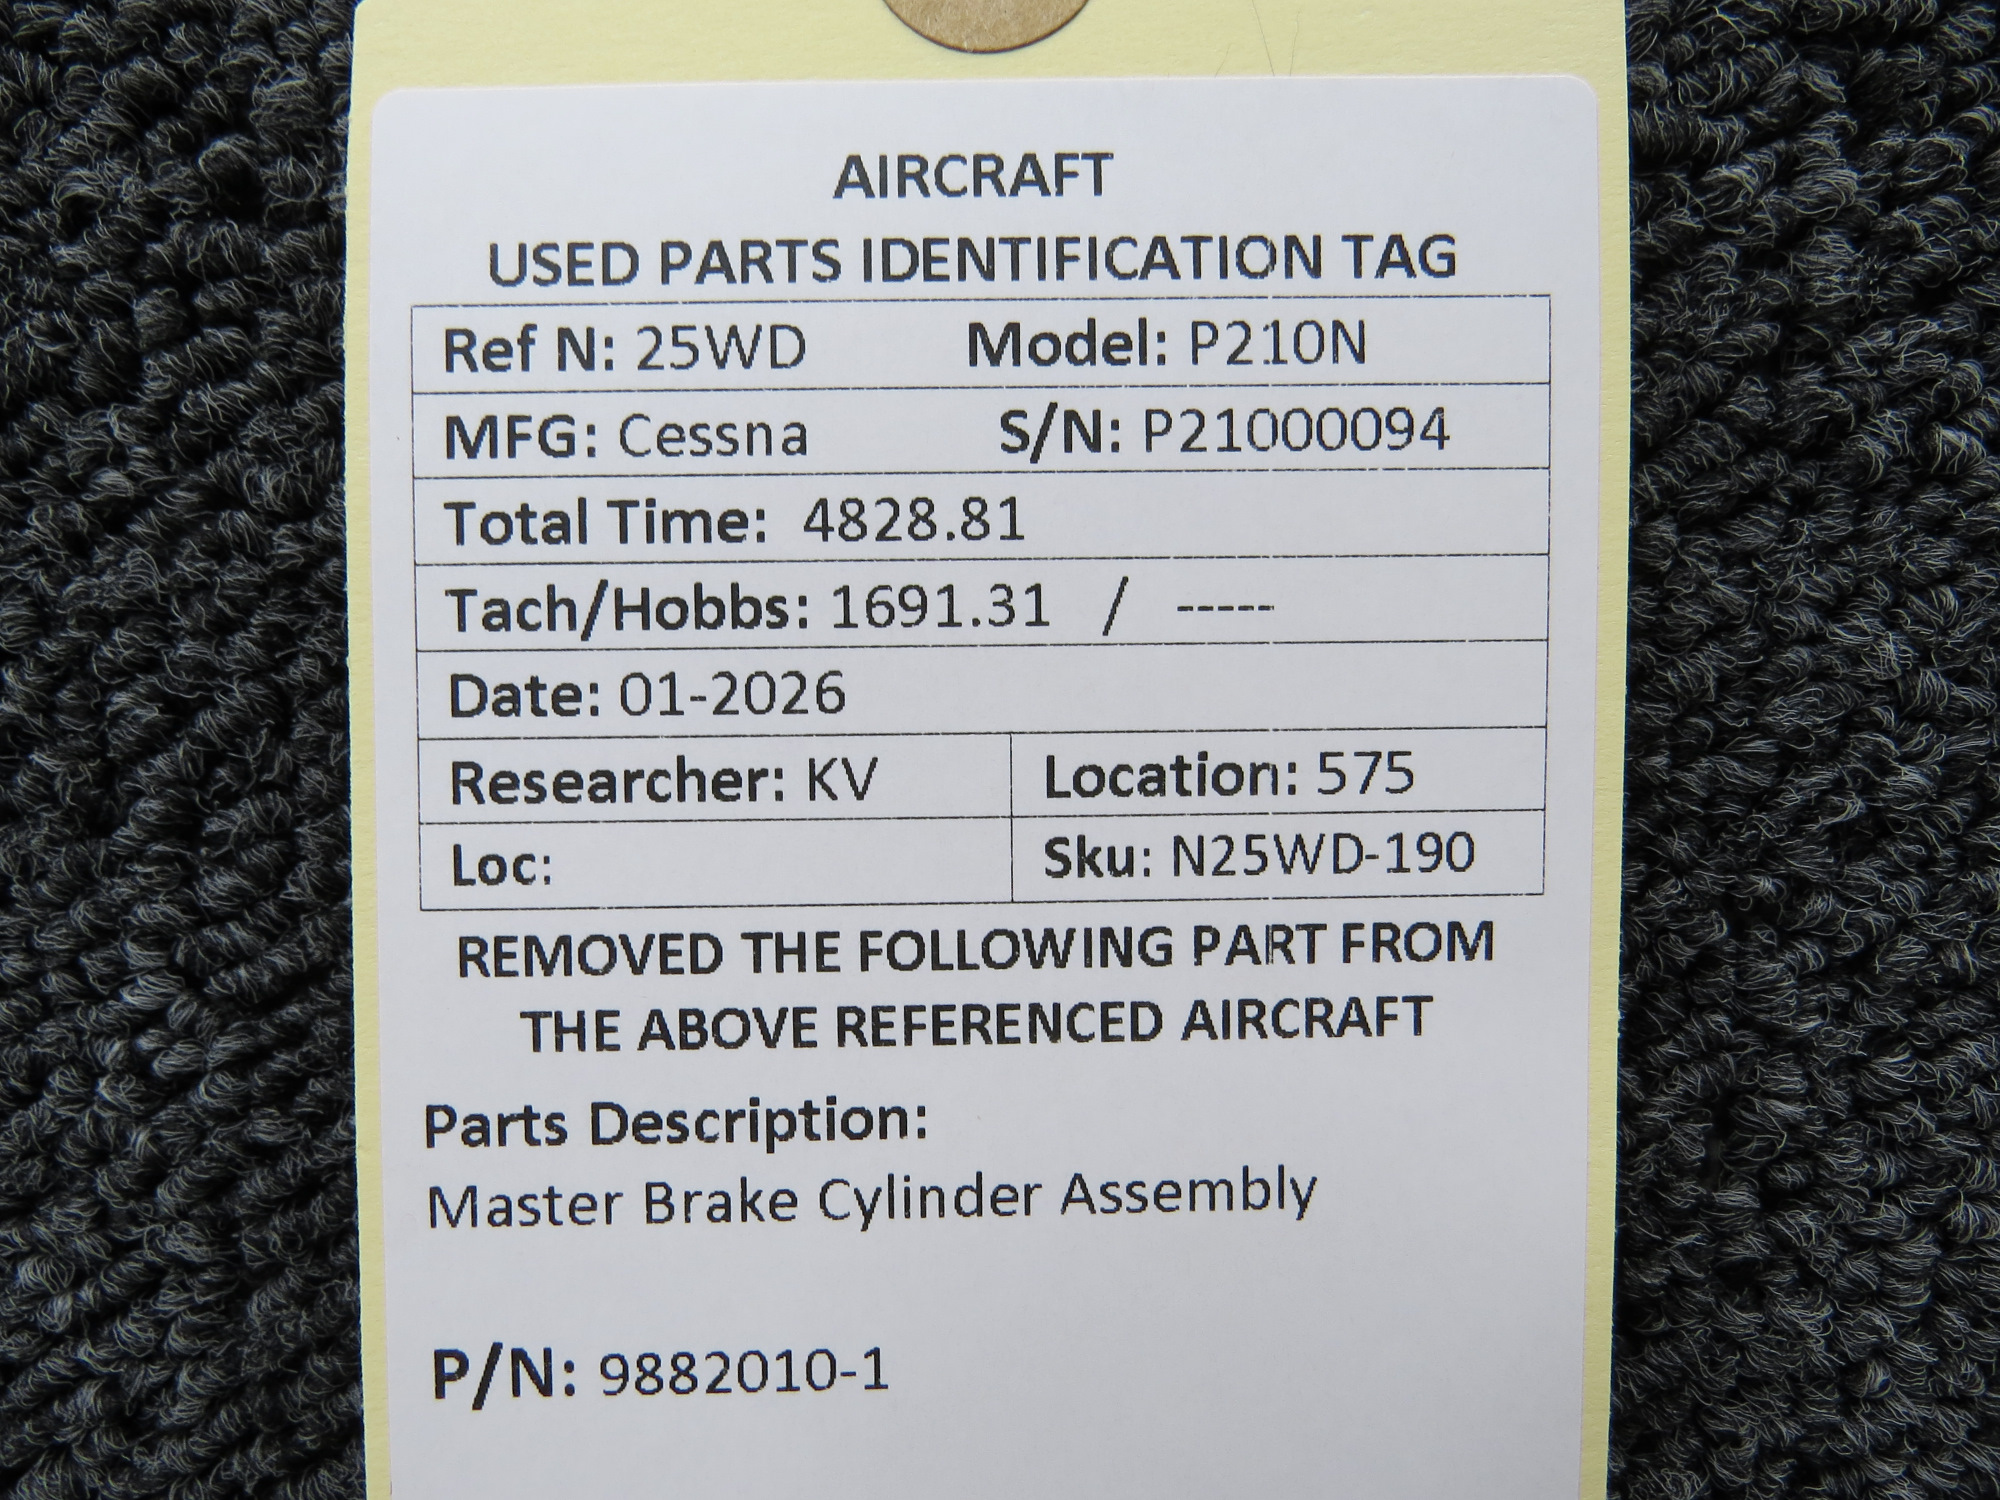 AIRCRAFT
USED PARTS IDENTIFICATION TAG
Ref N: 25WD Model: P210N
MFG: Cessna S/N: P21000094
Total Time: 4828.81
Tach/Hobbs: 1691.31 / -----
Date: 01-2026
Researcher: KV Location: 575
Loc: Sku: N25WD-190
REMOVED THE FOLLOWING PART FROM
THE ABOVE REFERENCED AIRCRAFT
Parts Description:
Master Brake Cylinder Assembly
P/N: 9882010-1